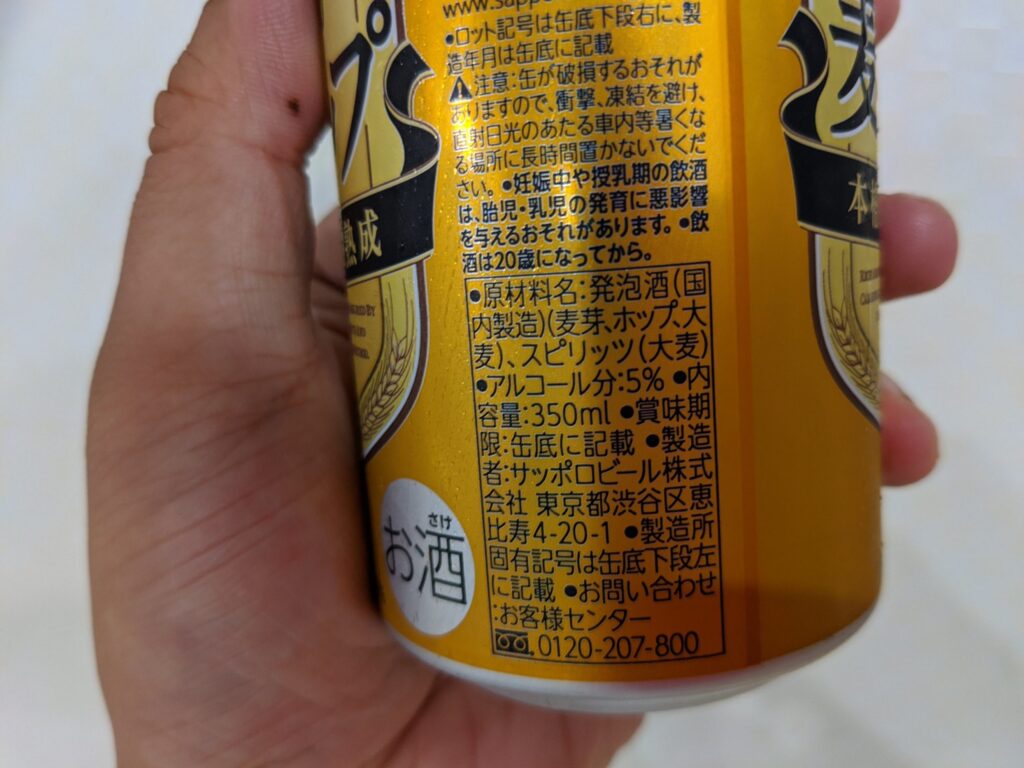 www.sappo
●ロット記号は缶底下段右に、製
造年月は缶底に記載
注意:缶が破損するおそれが
ありますので、衝撃、凍結を避け、
直射日光のあたる車内等暑くな
る場所に長時間置かないでくだ
さい。●妊娠中や授乳期の飲酒
は、胎児・乳児の発育に悪影響
を与えるおそれがあります。●飲
酒は20歳になってから。
●原材料名:発泡酒(国
内製造)(麦芽、ホップ、大
麦)、スピリッツ(大麦)
●アルコール分:5% ●内
容量:350ml ●賞味期
限:缶底に記載 ●製造
者:サッポロビール株式
会社 東京都渋谷区恵
比寿4-20-1 ●製造所
固有記号は缶底下段左
に記載 ●お問い合わせ
:お客様センター
0120-207-800
さけ
お酒
プ
熟成
麦
本